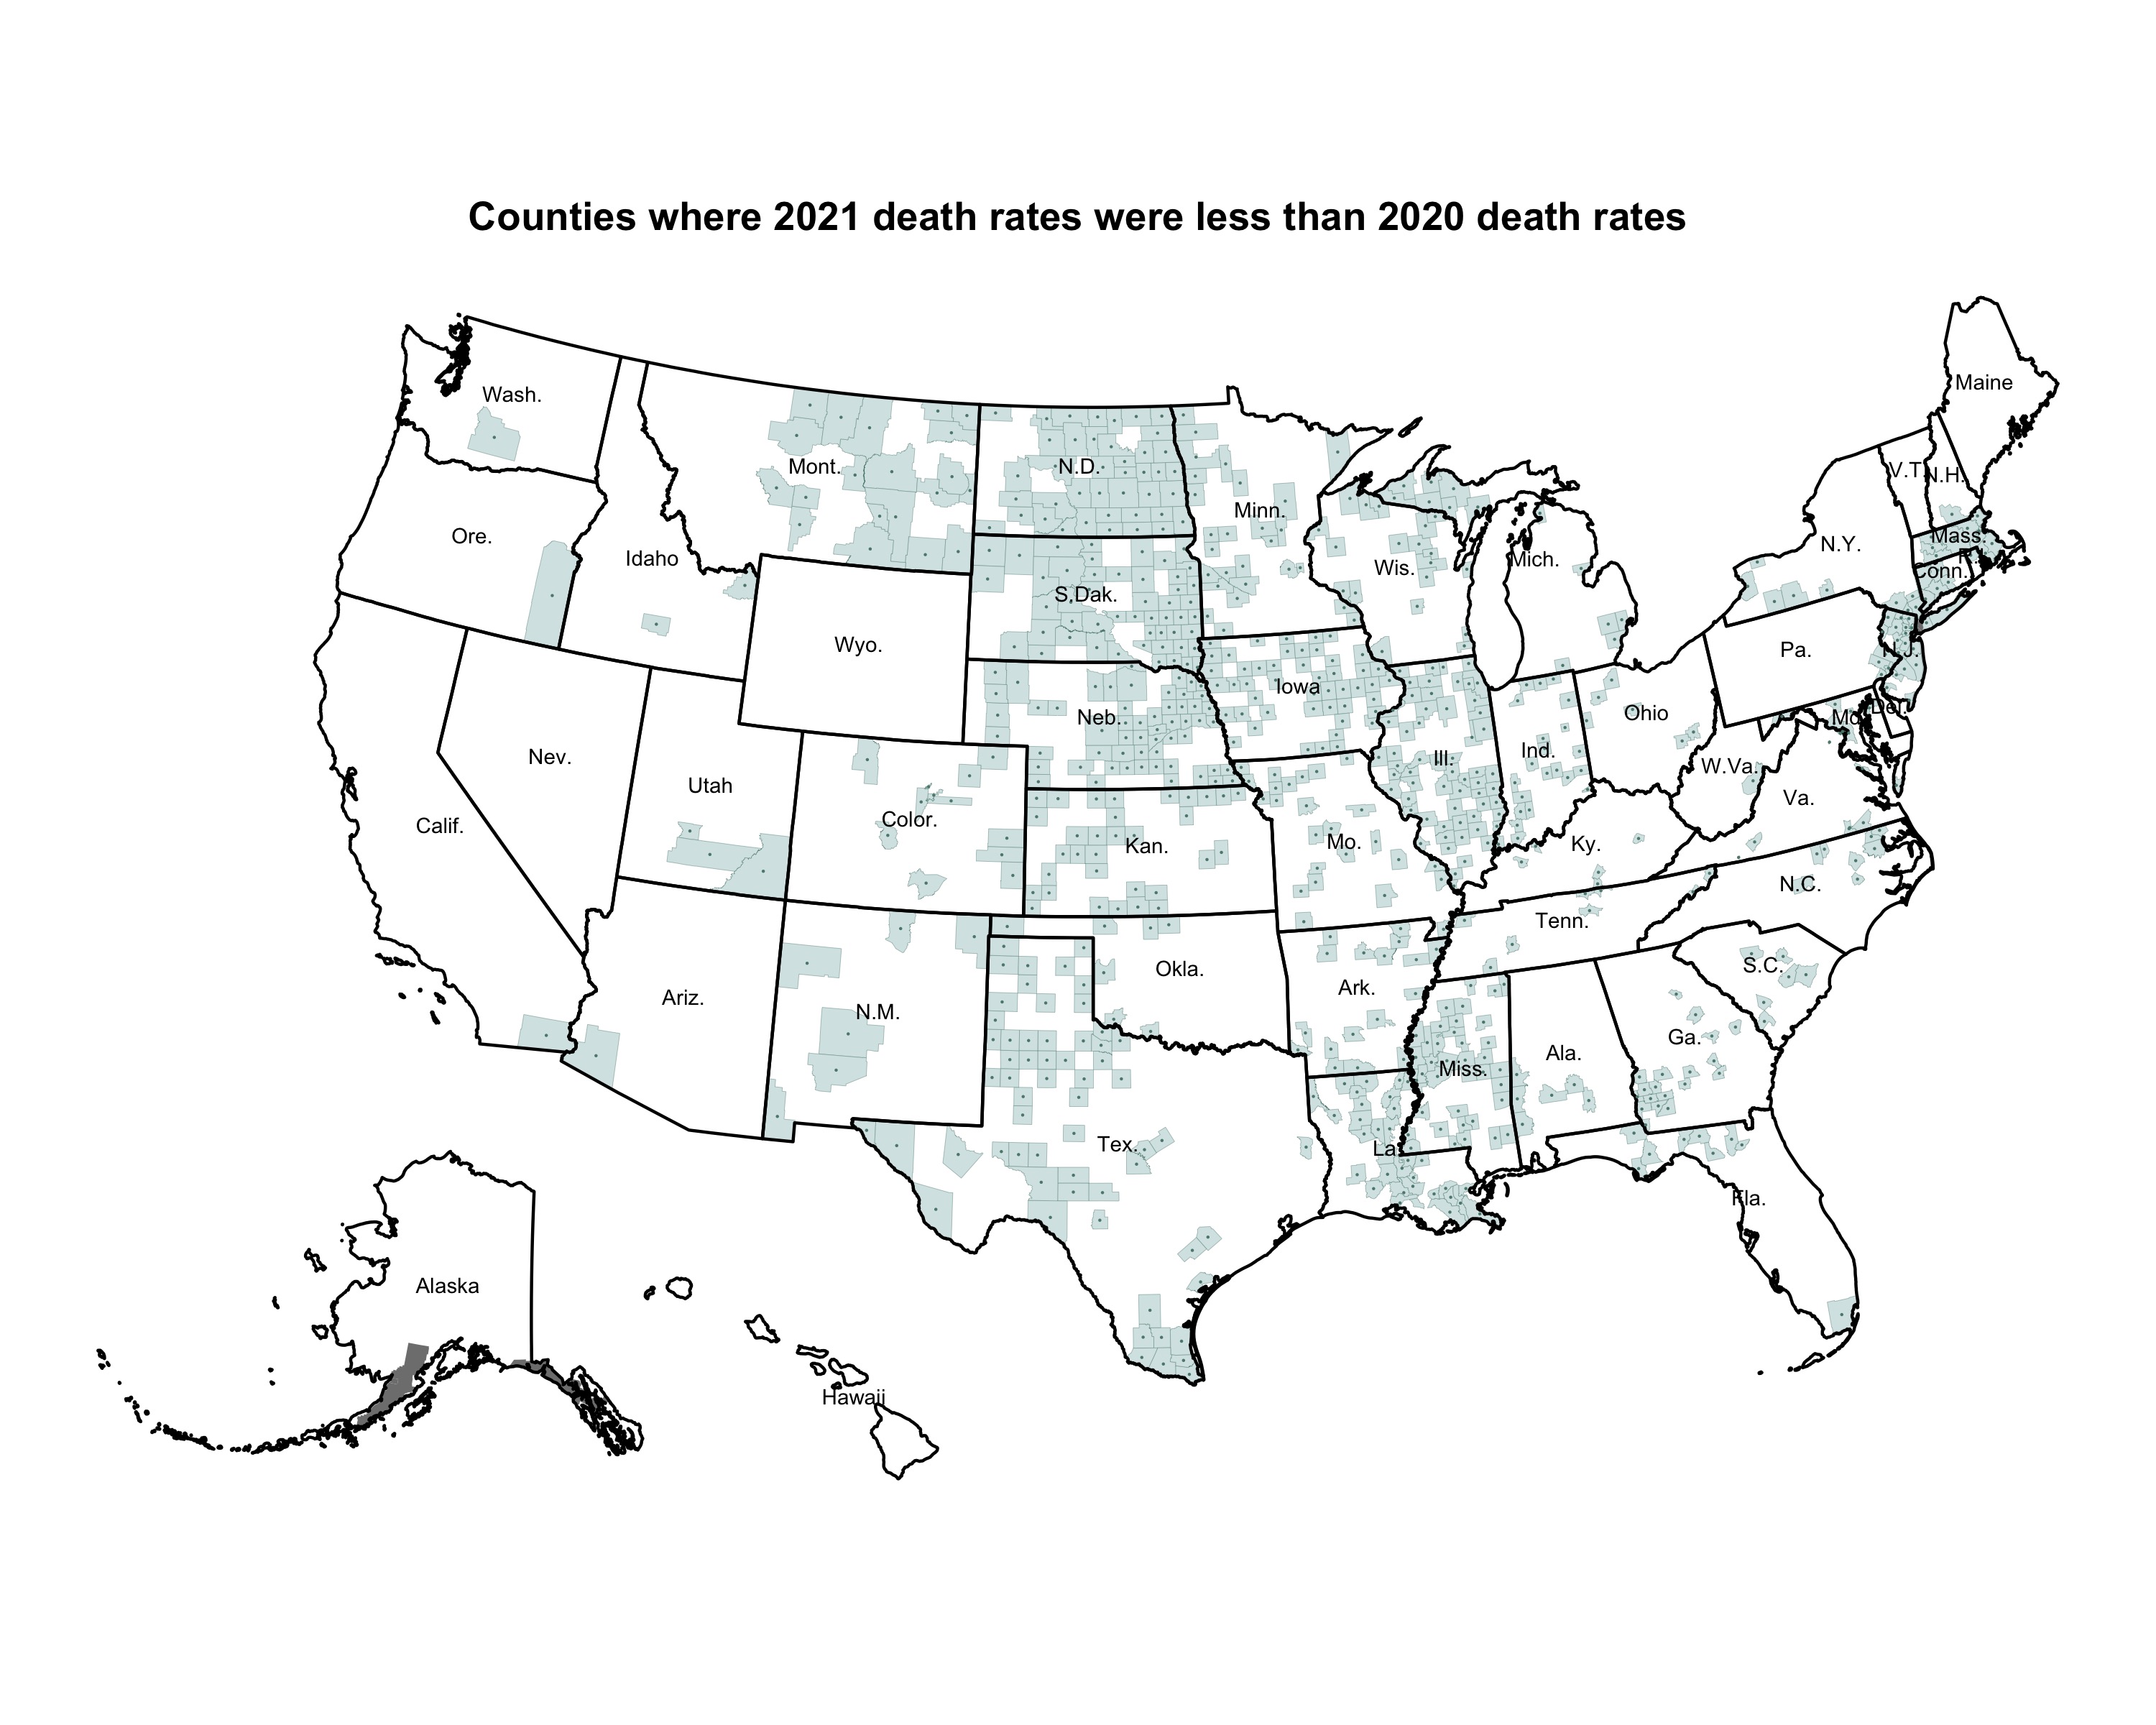 Counties where 2021 death rates were less than 2020 death rates
Maine
Wash.
Mont.
N.D.
V.T.
N.H.
Minn.
Ore.
Mass.
N.Y.
Idaho
Mich.
R.I.
Wis.
Conn.
S.Dak.
Wyo.
Pa.
N.J.
Iowa
Del.
Ohio
Neb.
Md.
Nev.
Ill.
Ind.
W.Va.
Utah
Va.
Color.
Calif.
Mo.
Kan.
Ky.
N.C.
Tenn.
S.C.
Okla.
Ark.
Ariz.
N.M.
Ga.
Ala.
Miss.
Tex.
La.
Fla.
Alaska
Hawaii